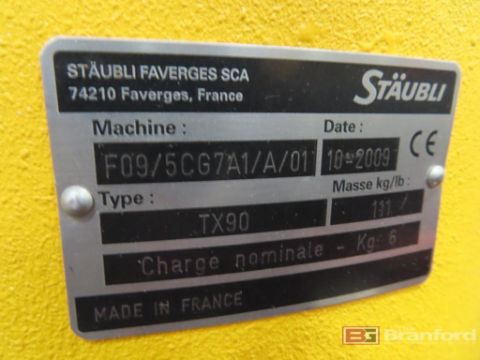 STÄUBLI FAVERGES SCA
74210 Faverges, France
STÄUBLI
Machine :
Date :
F09/5CG7A1/A/01
10-2009
CE
Type :
Masse kg/lb :
TX90
111 /
Charge nominale - Kg 6
MADE IN FRANCE
BG Branford